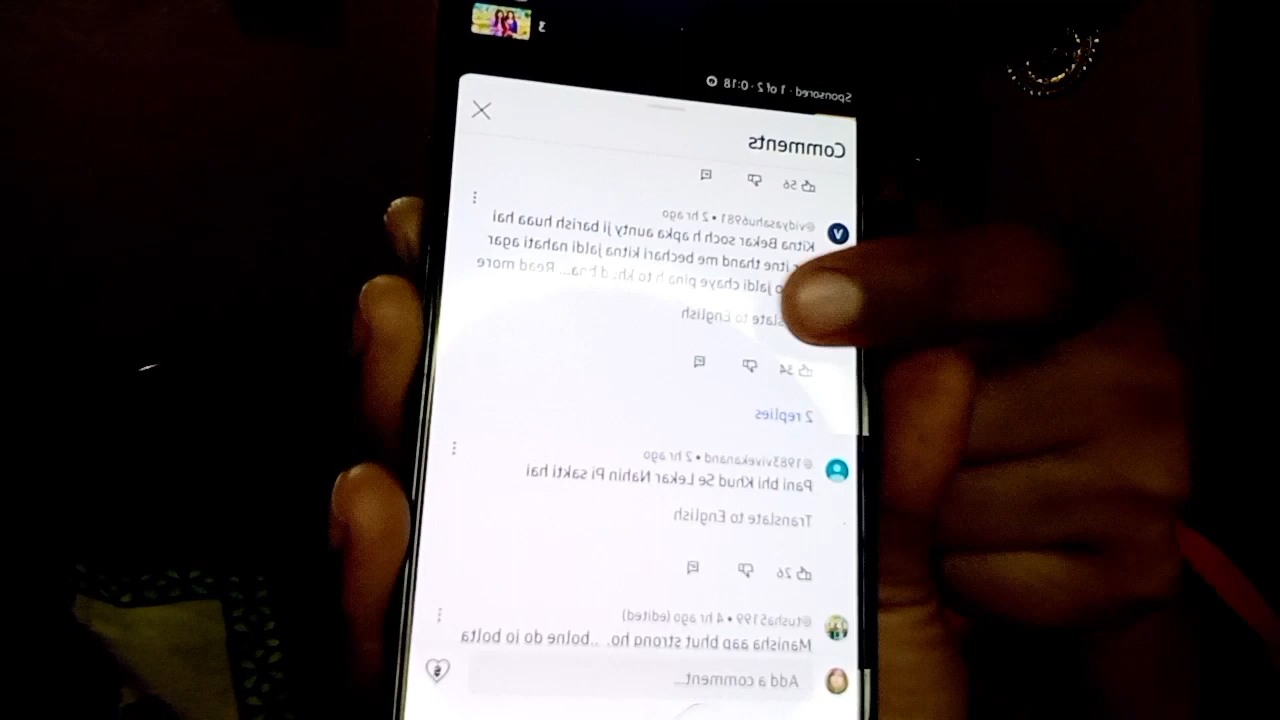 3
Sponsored · 1 of 2 · 0:18
Comments
56
@vidyasahu6981 • 2 hr ago
Kitna Bekar soch h apka aunty ji barish huaa hai
itr thand me bechari kitna jaldi nahati agar
jaldi chaye pina h to khud ... Read more
Translate to English
34
2 replies
@1983vivekanand • 2 hr ago
Pani bhi Khud Se Lekar Nahin Pi sakti hai
Translate to English
26
@tusha5199 • 4 hr ago (edited)
Manisha aap bhut strong ho. ..bolne do jo bolta
Add a comment...